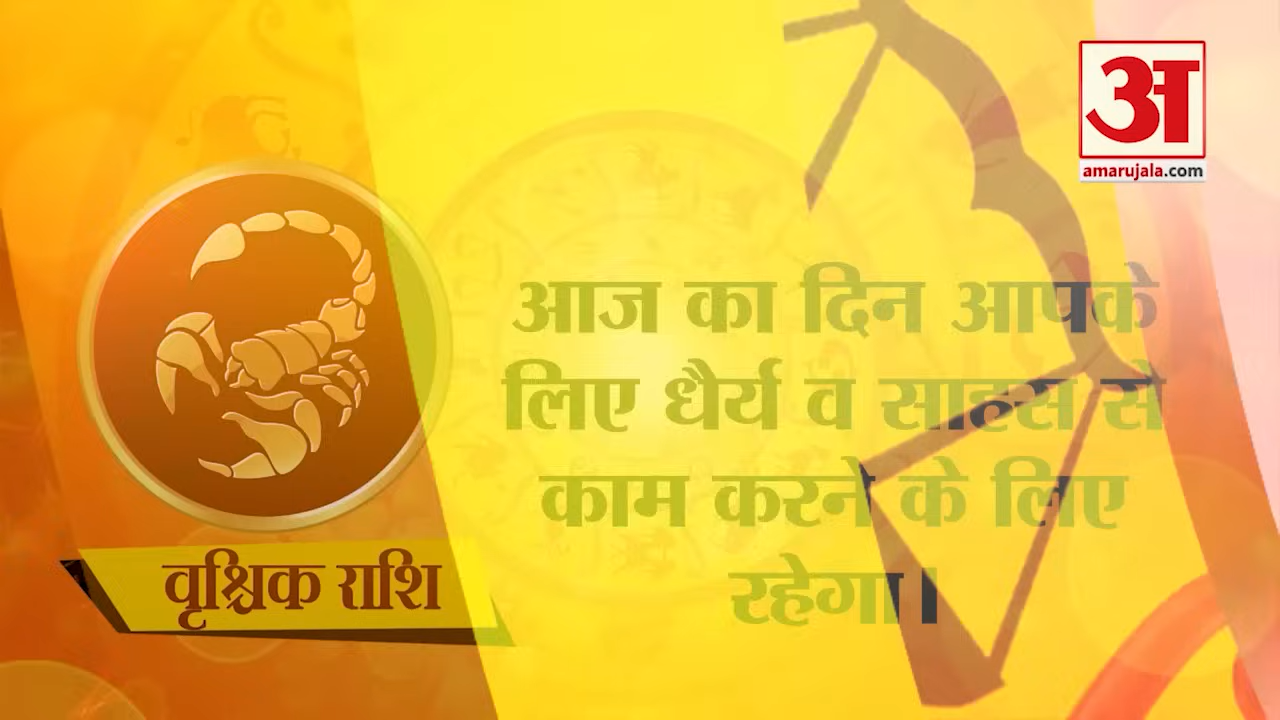 अ
amarujala.com
आज का दिन आपके
लिए धैर्य व साहस से
काम करने के लिए
रहेगा।
वृश्चिक राशि